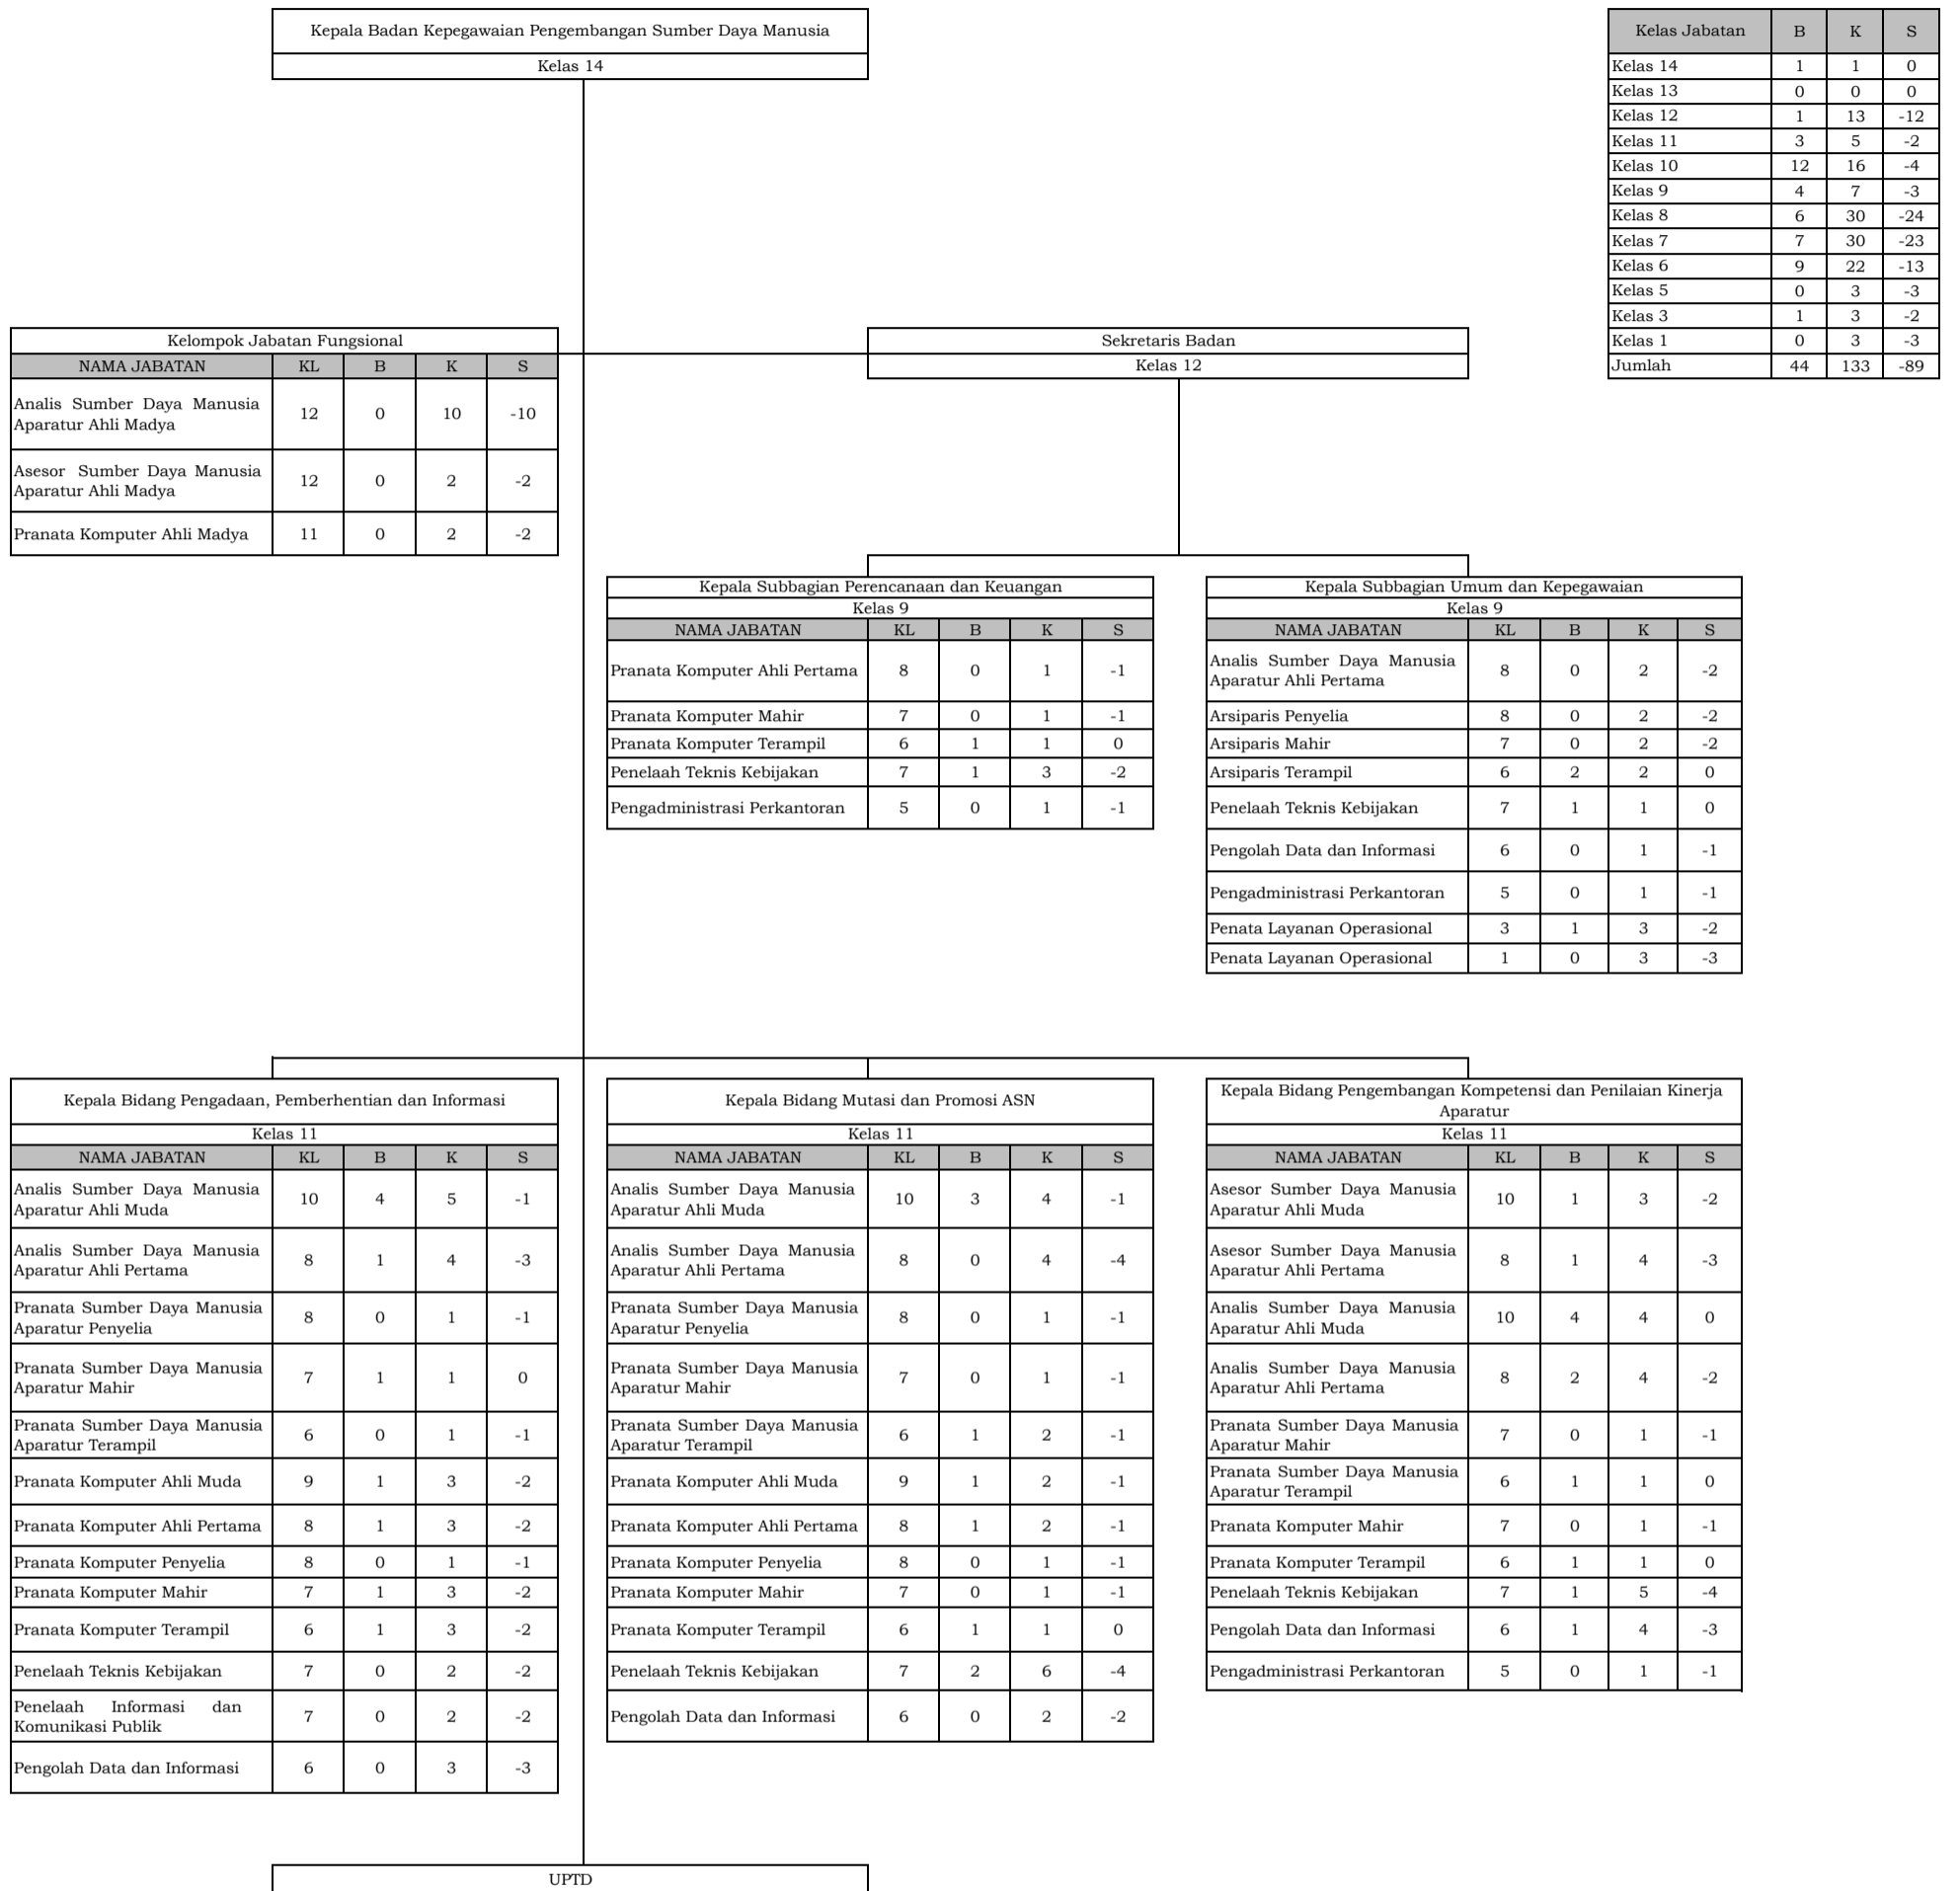 Kepala Badan Kepegawaian Pengembangan Sumber Daya Manusia
Kelas 14
Kelas Jabatan B K S
Kelas 14 1 1 0
Kelas 13 0 0 0
Kelas 12 1 13 -12
Kelas 11 3 5 -2
Kelas 10 12 16 -4
Kelas 9 4 7 -3
Kelas 8 6 30 -24
Kelas 7 7 30 -23
Kelas 6 9 22 -13
Kelas 5 0 3 -3
Kelas 3 1 3 -2
Kelas 1 0 3 -3
Jumlah 44 133 -89
Kelompok Jabatan Fungsional
NAMA JABATAN KL B K S
Analis Sumber Daya Manusia
Aparatur Ahli Madya 12 0 10 -10
Asesor Sumber Daya Manusia
Aparatur Ahli Madya 12 0 2 -2
Pranata Komputer Ahli Madya 11 0 2 -2
Sekretaris Badan
Kelas 12
Kepala Subbagian Perencanaan dan Keuangan
Kelas 9
NAMA JABATAN KL B K S
Pranata Komputer Ahli Pertama 8 0 1 -1
Pranata Komputer Mahir 7 0 1 -1
Pranata Komputer Terampil 6 1 1 0
Penelaah Teknis Kebijakan 7 1 3 -2
Pengadministrasi Perkantoran 5 0 1 -1
Kepala Subbagian Umum dan Kepegawaian
Kelas 9
NAMA JABATAN KL B K S
Analis Sumber Daya Manusia
Aparatur Ahli Pertama 8 0 2 -2
Arsiparis Penyelia 8 0 2 -2
Arsiparis Mahir 7 0 2 -2
Arsiparis Terampil 6 2 2 0
Penelaah Teknis Kebijakan 7 1 1 0
Pengolah Data dan Informasi 6 0 1 -1
Pengadministrasi Perkantoran 5 0 1 -1
Penata Layanan Operasional 3 1 3 -2
Penata Layanan Operasional 1 0 3 -3
Kepala Bidang Pengadaan, Pemberhentian dan Informasi
Kelas 11
NAMA JABATAN KL B K S
Analis Sumber Daya Manusia
Aparatur Ahli Muda 10 4 5 -1
Analis Sumber Daya Manusia
Aparatur Ahli Pertama 8 1 4 -3
Pranata Sumber Daya Manusia
Aparatur Penyelia 8 0 1 -1
Pranata Sumber Daya Manusia
Aparatur Mahir 7 1 1 0
Pranata Sumber Daya Manusia
Aparatur Terampil 6 0 1 -1
Pranata Komputer Ahli Muda 9 1 3 -2
Pranata Komputer Ahli Pertama 8 1 3 -2
Pranata Komputer Penyelia 8 0 1 -1
Pranata Komputer Mahir 7 1 3 -2
Pranata Komputer Terampil 6 1 3 -2
Penelaah Teknis Kebijakan 7 0 2 -2
Penelaah Informasi dan
Komunikasi Publik 7 0 2 -2
Pengolah Data dan Informasi 6 0 3 -3
Kepala Bidang Mutasi dan Promosi ASN
Kelas 11
NAMA JABATAN KL B K S
Analis Sumber Daya Manusia
Aparatur Ahli Muda 10 3 4 -1
Analis Sumber Daya Manusia
Aparatur Ahli Pertama 8 0 4 -4
Pranata Sumber Daya Manusia
Aparatur Penyelia 8 0 1 -1
Pranata Sumber Daya Manusia
Aparatur Mahir 7 0 1 -1
Pranata Sumber Daya Manusia
Aparatur Terampil 6 1 2 -1
Pranata Komputer Ahli Muda 9 1 2 -1
Pranata Komputer Ahli Pertama 8 1 2 -1
Pranata Komputer Penyelia 8 0 1 -1
Pranata Komputer Mahir 7 0 1 -1
Pranata Komputer Terampil 6 1 1 0
Penelaah Teknis Kebijakan 7 2 6 -4
Pengolah Data dan Informasi 6 0 2 -2
Kepala Bidang Pengembangan Kompetensi dan Penilaian Kinerja
Aparatur
Kelas 11
NAMA JABATAN KL B K S
Asesor Sumber Daya Manusia
Aparatur Ahli Muda 10 1 3 -2
Asesor Sumber Daya Manusia
Aparatur Ahli Pertama 8 1 4 -3
Analis Sumber Daya Manusia
Aparatur Ahli Muda 10 4 4 0
Analis Sumber Daya Manusia
Aparatur Ahli Pertama 8 2 4 -2
Pranata Sumber Daya Manusia
Aparatur Mahir 7 0 1 -1
Pranata Sumber Daya Manusia
Aparatur Terampil 6 1 1 0
Pranata Komputer Mahir 7 0 1 -1
Pranata Komputer Terampil 6 1 1 0
Penelaah Teknis Kebijakan 7 1 5 -4
Pengolah Data dan Informasi 6 1 4 -3
Pengadministrasi Perkantoran 5 0 1 -1
UPTD